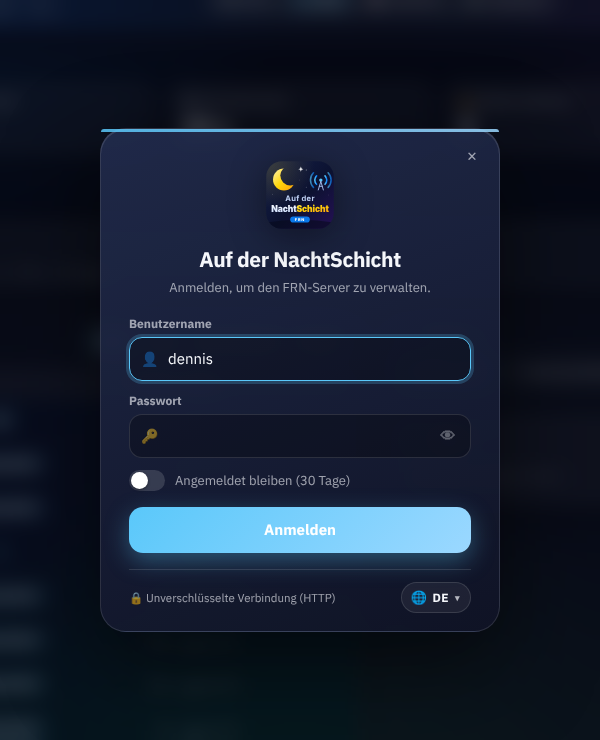 Auf der
NachtSchicht
FRN
Auf der NachtSchicht
Anmelden, um den FRN-Server zu verwalten.
Benutzername
dennis
Passwort
Angemeldet bleiben (30 Tage)
Anmelden
Unverschlüsselte Verbindung (HTTP)
DE